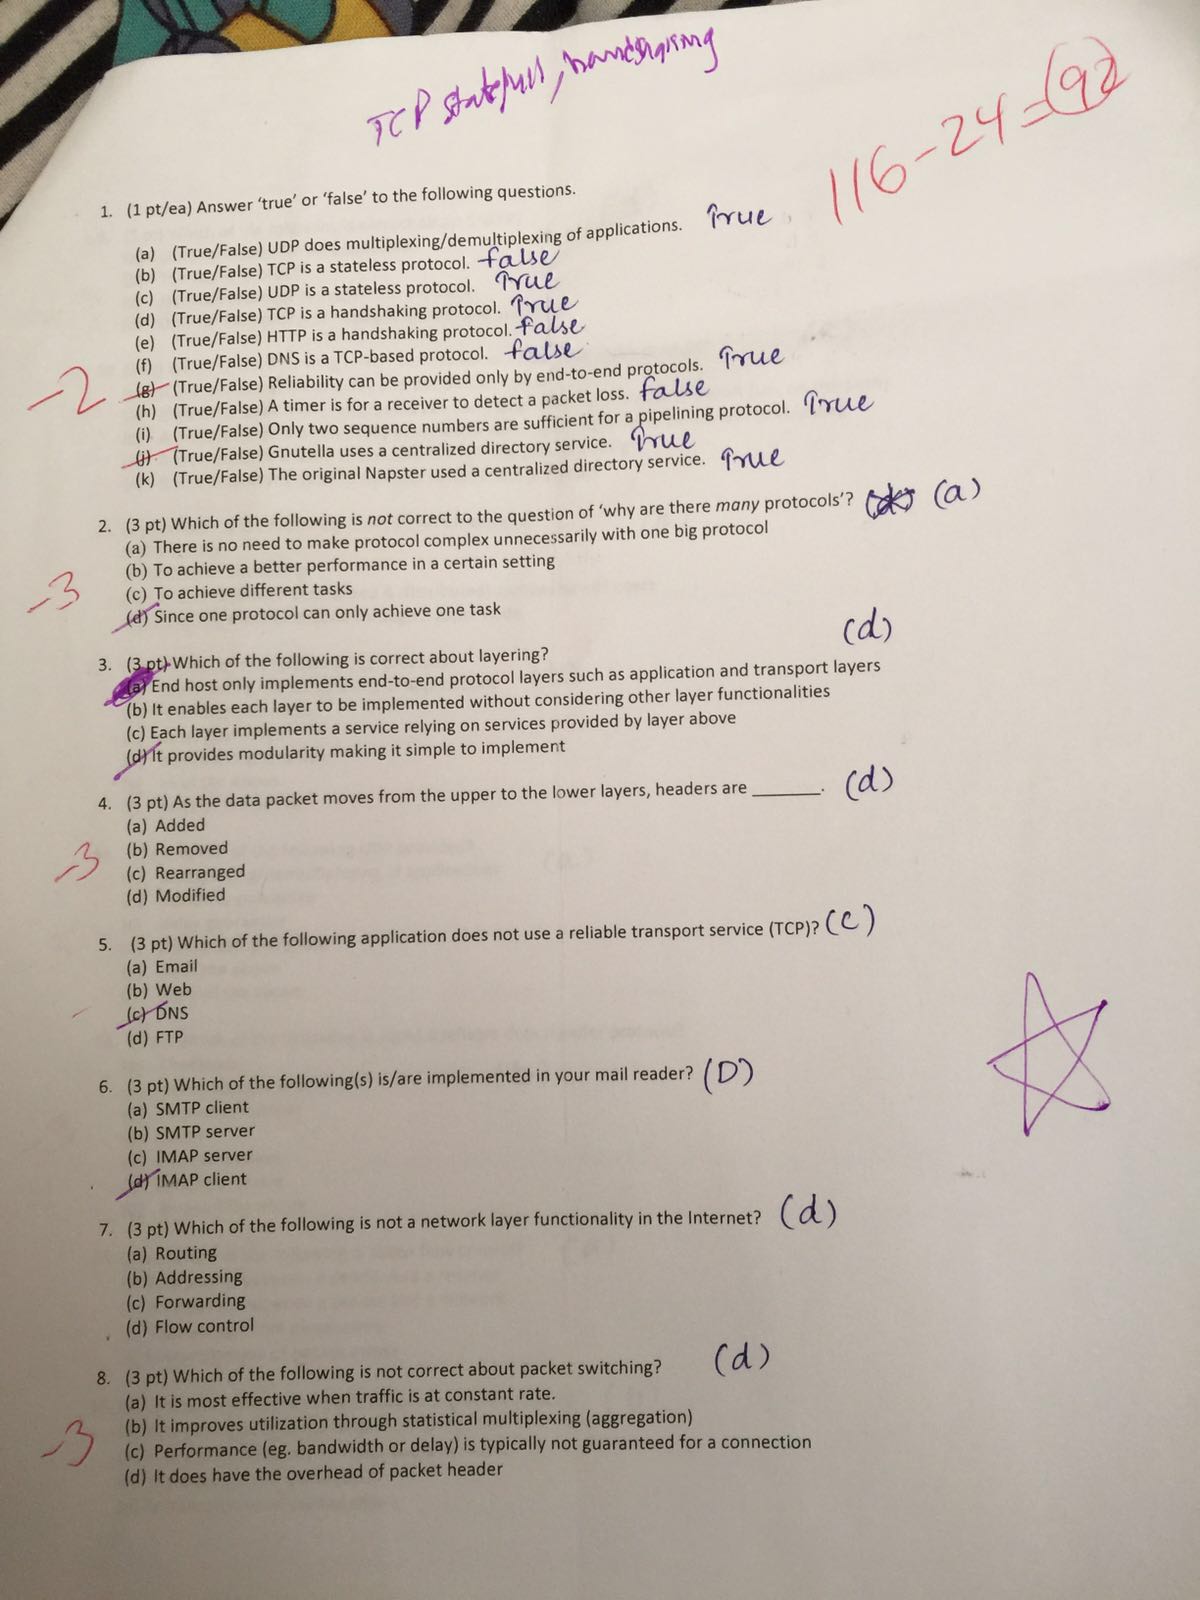 TCP statefull, handshaking
116-24=92
1. (1 pt/ea) Answer ‘true’ or ‘false’ to the following questions.
(a) (True/False) UDP does multiplexing/demultiplexing of applications. True
(b) (True/False) TCP is a stateless protocol. false
(c) (True/False) UDP is a stateless protocol. True
(d) (True/False) TCP is a handshaking protocol. True
(e) (True/False) HTTP is a handshaking protocol. false
(f) (True/False) DNS is a TCP-based protocol. false
-2 (g) (True/False) Reliability can be provided only by end-to-end protocols. True
(h) (True/False) A timer is for a receiver to detect a packet loss. false
(i) (True/False) Only two sequence numbers are sufficient for a pipelining protocol. True
(j) (True/False) Gnutella uses a centralized directory service. True
(k) (True/False) The original Napster used a centralized directory service. True
2. (3 pt) Which of the following is not correct to the question of ‘why are there many protocols’? (a)
(a) There is no need to make protocol complex unnecessarily with one big protocol
(b) To achieve a better performance in a certain setting
-3 (c) To achieve different tasks
(d) Since one protocol can only achieve one task
3. (3 pt) Which of the following is correct about layering? (d)
(a) End host only implements end-to-end protocol layers such as application and transport layers
(b) It enables each layer to be implemented without considering other layer functionalities
(c) Each layer implements a service relying on services provided by layer above
(d) It provides modularity making it simple to implement
4. (3 pt) As the data packet moves from the upper to the lower layers, headers are _______. (d)
(a) Added
-3 (b) Removed
(c) Rearranged
(d) Modified
5. (3 pt) Which of the following application does not use a reliable transport service (TCP)? (C)
(a) Email
(b) Web
(c) DNS
(d) FTP
6. (3 pt) Which of the following(s) is/are implemented in your mail reader? (D)
(a) SMTP client
(b) SMTP server
(c) IMAP server
(d) IMAP client
7. (3 pt) Which of the following is not a network layer functionality in the Internet? (d)
(a) Routing
(b) Addressing
(c) Forwarding
(d) Flow control
8. (3 pt) Which of the following is not correct about packet switching? (d)
(a) It is most effective when traffic is at constant rate.
(b) It improves utilization through statistical multiplexing (aggregation)
-3 (c) Performance (eg. bandwidth or delay) is typically not guaranteed for a connection
(d) It does have the overhead of packet header